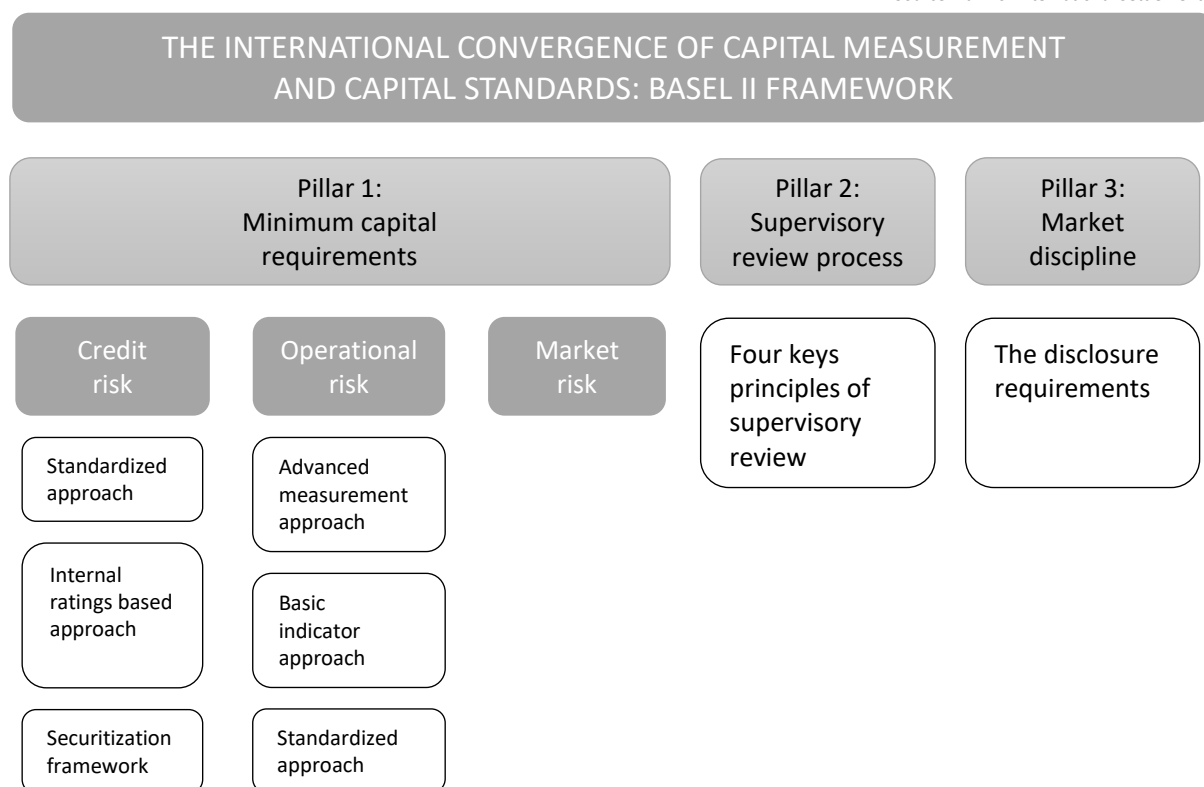 THE INTERNATIONAL CONVERGENCE OF CAPITAL MEASUREMENT
AND CAPITAL STANDARDS: BASEL II FRAMEWORK
Pillar 1:
Minimum capital
requirements
Pillar 2:
Supervisory
review process
Pillar 3:
Market
discipline
Credit
risk
Operational
risk
Market
risk
Four keys
principles of
supervisory
review
The disclosure
requirements
Standardized
approach
Internal
ratings based
approach
Securitization
framework
Advanced
measurement
approach
Basic
indicator
approach
Standardized
approach